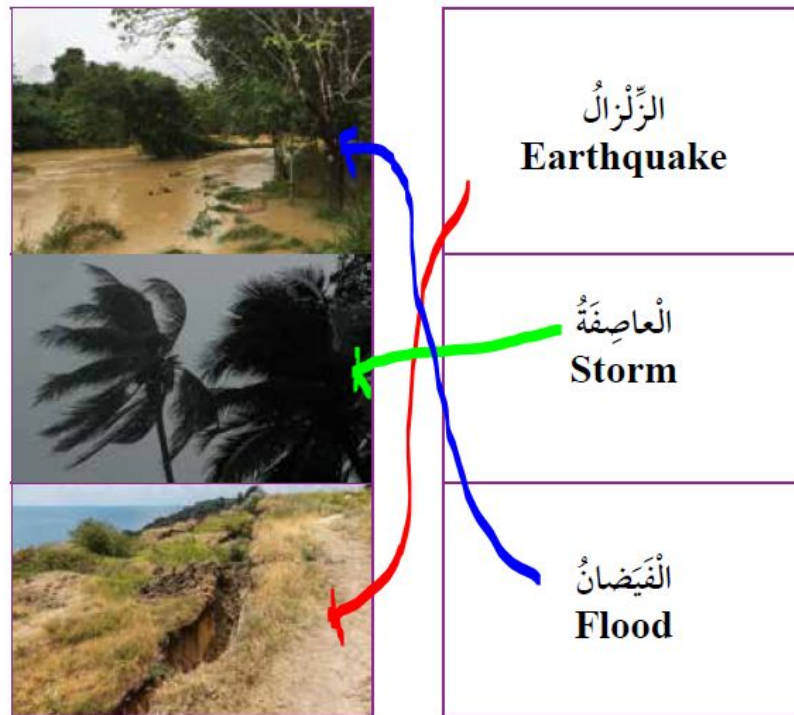 الزِّلْزالُ
Earthquake
الْعاصِفَةُ
Storm
الْفَيَضانُ
Flood